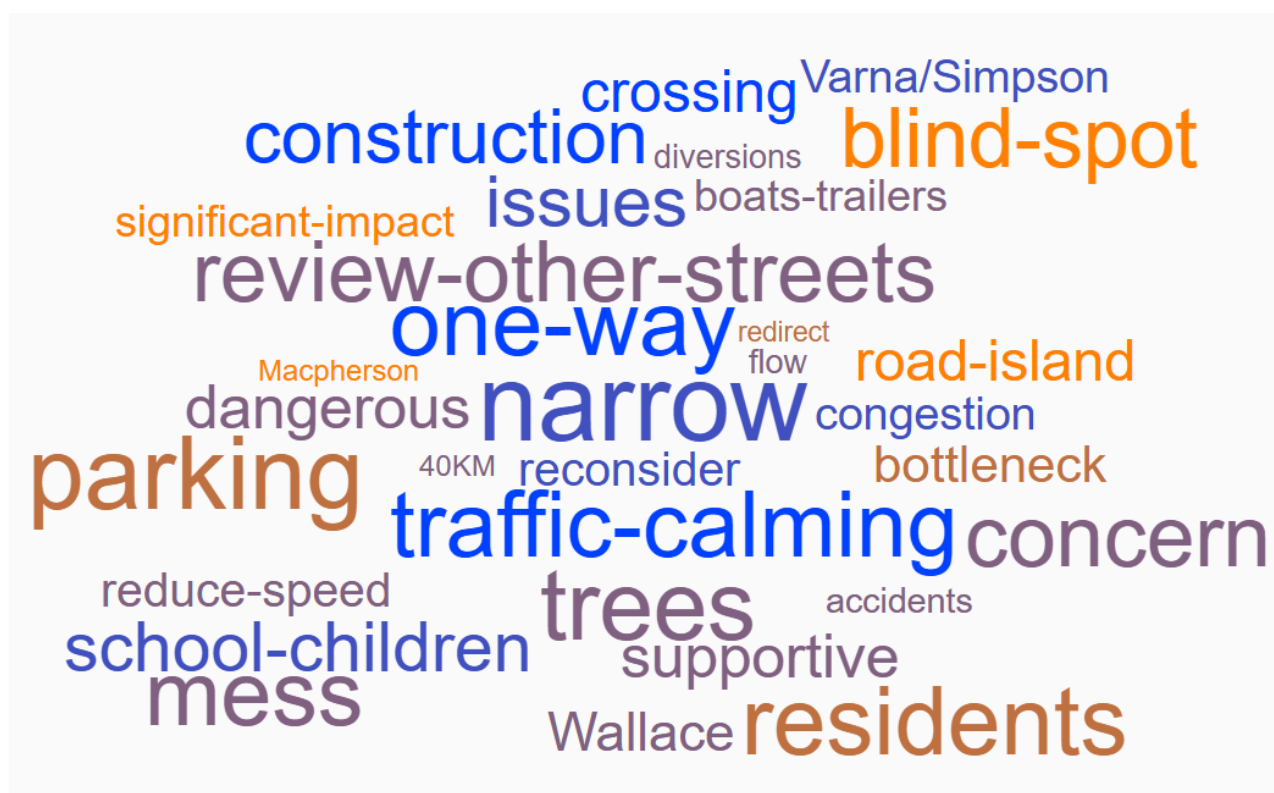 crossing Varna/Simpson
construction diversions blind-spot
issues boats-trailers
significant-impact
review-other-streets
one-way redirect
flow road-island
Macpherson
dangerous narrow congestion
parking 40KM reconsider bottleneck
traffic-calming concern
reduce-speed trees accidents
school-children supportive
mess
Wallace residents